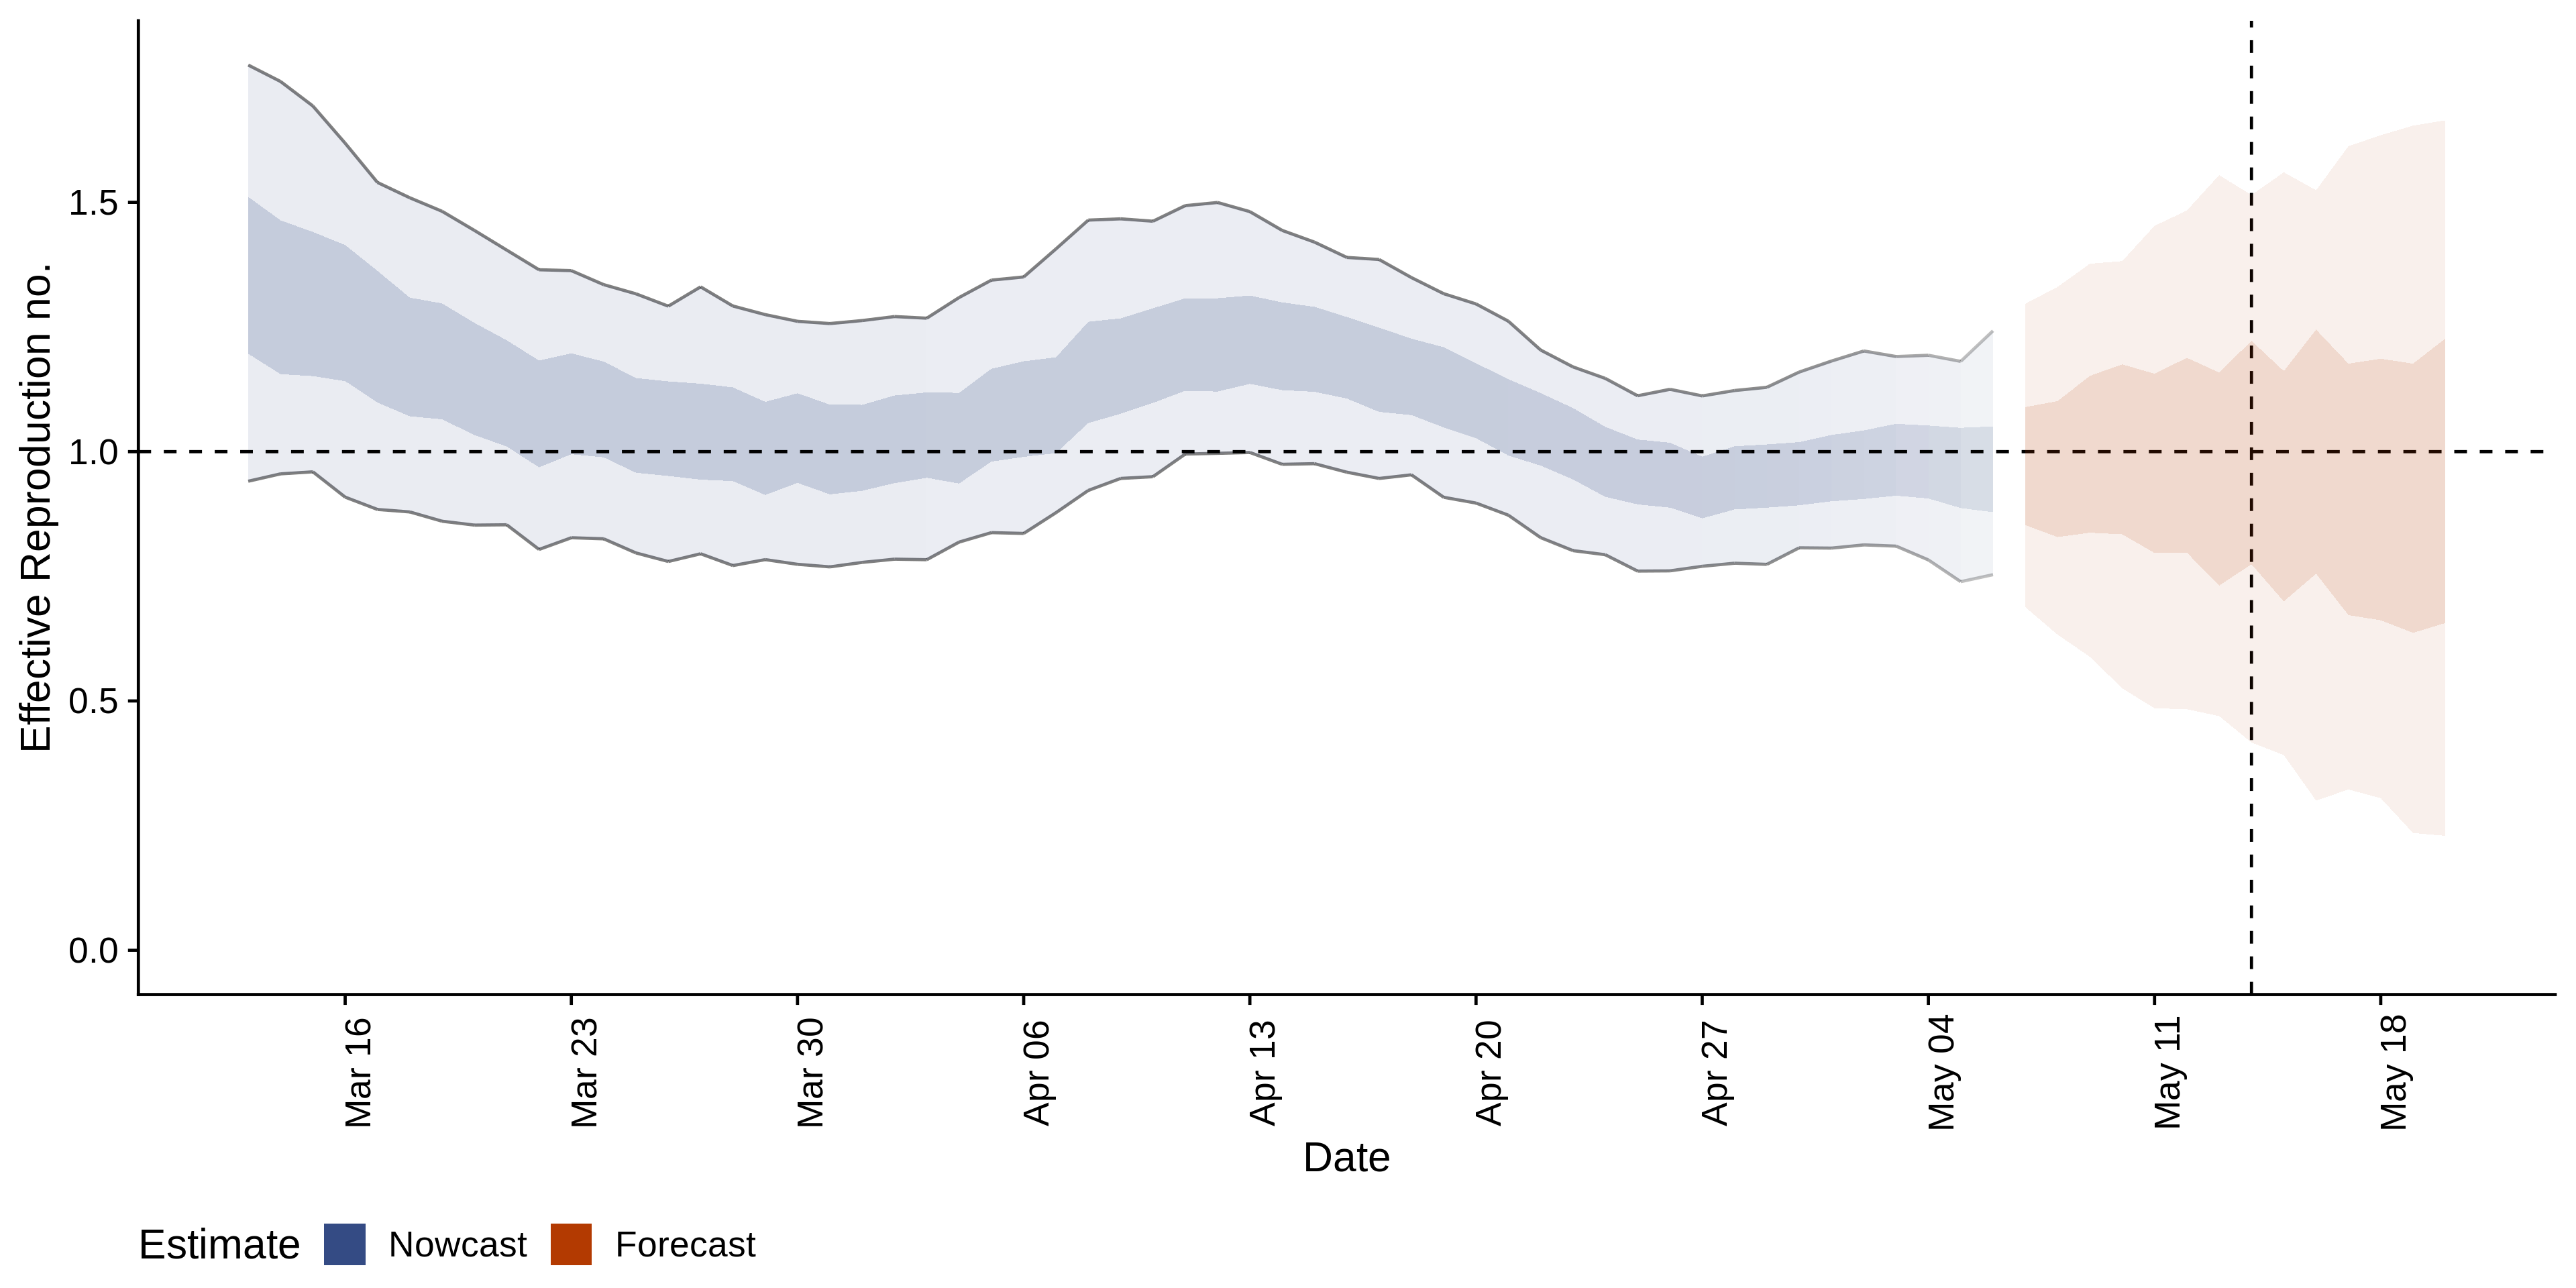 Effective Reproduction no.
1.5
1.0
0.5
0.0
Mar 16
Mar 23
Mar 30
Apr 06
Apr 13
Apr 20
Apr 27
May 04
May 11
May 18
Date
Estimate Nowcast Forecast